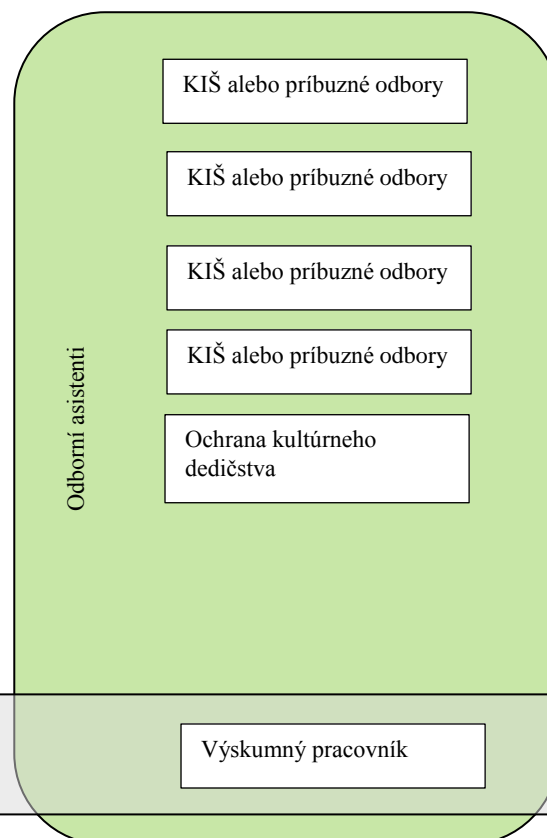 KIŠ alebo príbuzné odbory
KIŠ alebo príbuzné odbory
KIŠ alebo príbuzné odbory
KIŠ alebo príbuzné odbory
Odborní asistenti
Ochrana kultúrneho
dedičstva
Výskumný pracovník